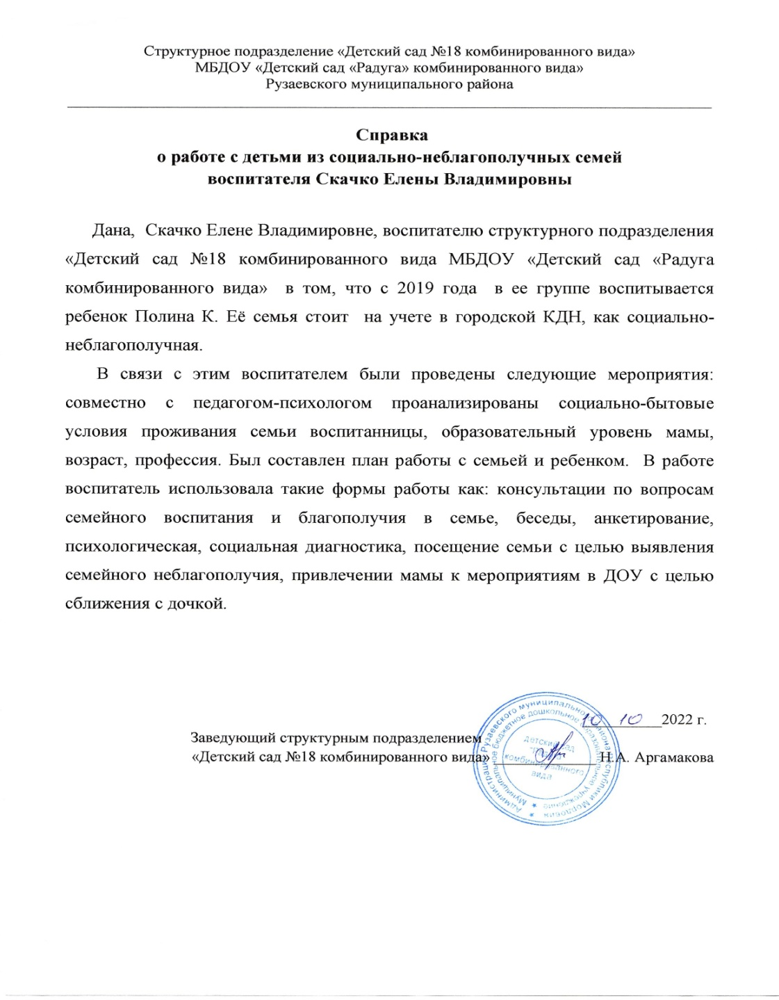 Структурное подразделение «Детский сад №18 комбинированного вида»
МБДОУ «Детский сад «Радуга» комбинированного вида»
Рузаевского муниципального района
Справка
о работе с детьми из социально-неблагополучных семей
воспитателя Скачко Елены Владимировны
Дана, Скачко Елене Владимировне, воспитателю структурного подразделения
«Детский сад №18 комбинированного вида МБДОУ «Детский сад «Радуга
комбинированного вида» в том, что с 2019 года в ее группе воспитывается
ребенок Полина К. Её семья стоит на учете в городской КДН, как социально-
неблагополучная.
В связи с этим воспитателем были проведены следующие мероприятия:
совместно с педагогом-психологом проанализированы социально-бытовые
условия проживания семьи воспитанницы, образовательный уровень мамы,
возраст, профессия. Был составлен план работы с семьей и ребенком. В работе
воспитатель использовала такие формы работы как: консультации по вопросам
семейного воспитания и благополучия в семье, беседы, анкетирование,
психологическая, социальная диагностика, посещение семьи с целью выявления
семейного неблагополучия, привлечении мамы к мероприятиям в ДОУ с целью
сближения с дочкой.
10 10 2022 г.
Заведующий структурным подразделением
«Детский сад №18 комбинированного вида» Н.А. Аргамакова
Администрация Рузаевского муниципального района Республики Мордовия
Муниципальное бюджетное дошкольное образовательное учреждение
детский сад
комбинированного
вида